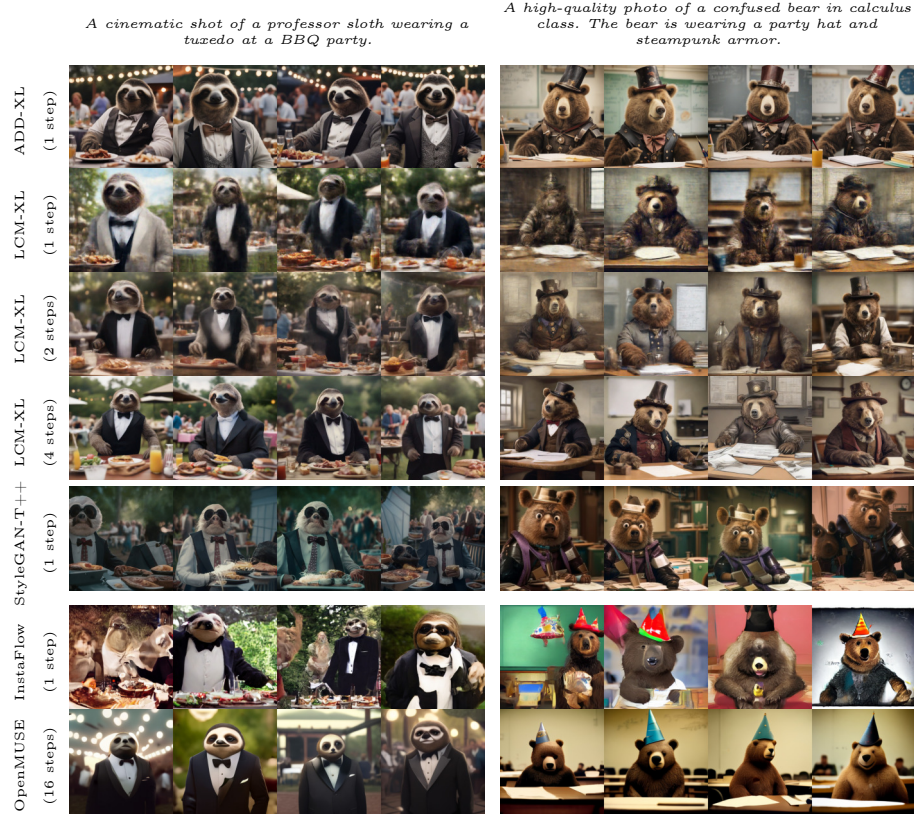 A cinematic shot of a professor sloth wearing a
tuxedo at a BBQ party.
A high-quality photo of a confused bear in calculus
class. The bear is wearing a party hat and
steampunk armor.
ADD-XL
(1 step)
LCM-XL
(1 step)
LCM-XL
(2 steps)
LCM-XL
(4 steps)
StyleGAN-T++
(1 step)
InstaFlow
(1 step)
OpenMUSE
(16 steps)